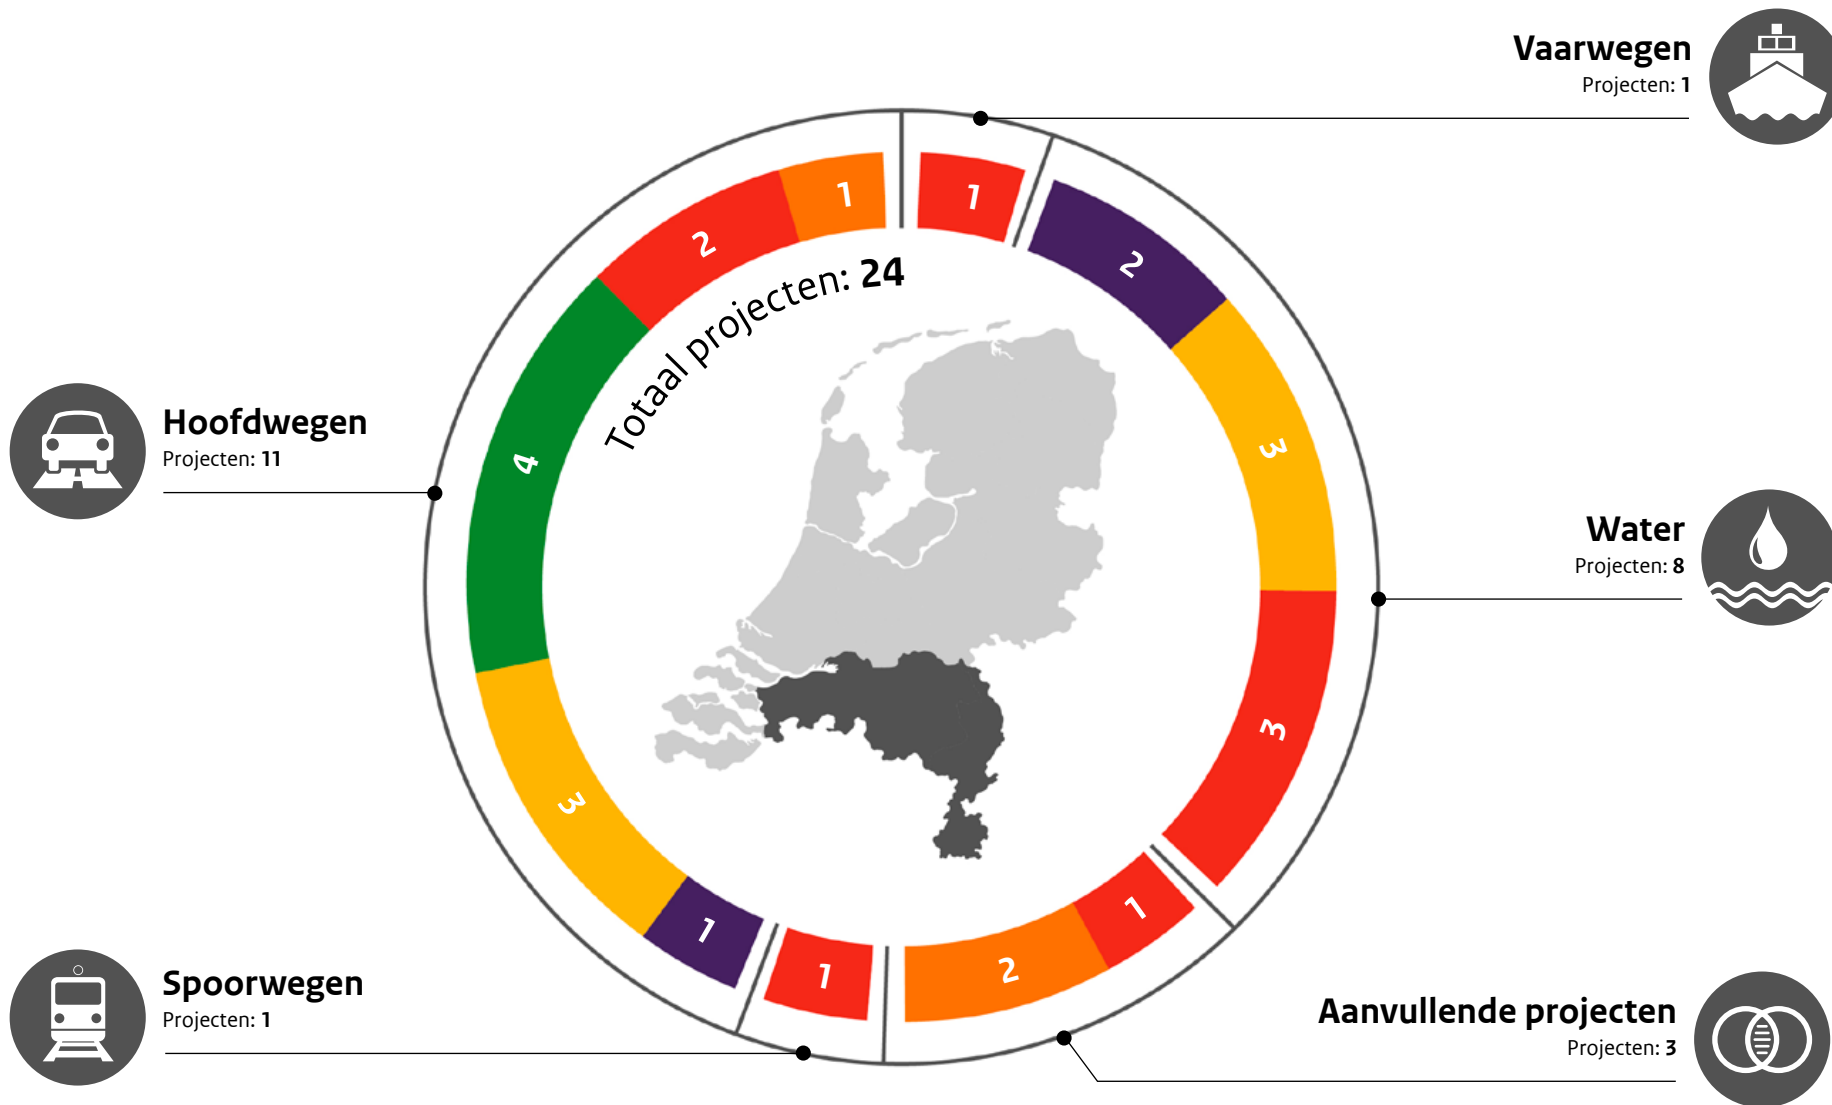 Vaarwegen
Projecten: 1
1
2
3
3
1
2
1
1
3
4
2
1
Totaal projecten: 24
Hoofdwegen
Projecten: 11
Water
Projecten: 8
Spoorwegen
Projecten: 1
Aanvullende projecten
Projecten: 3